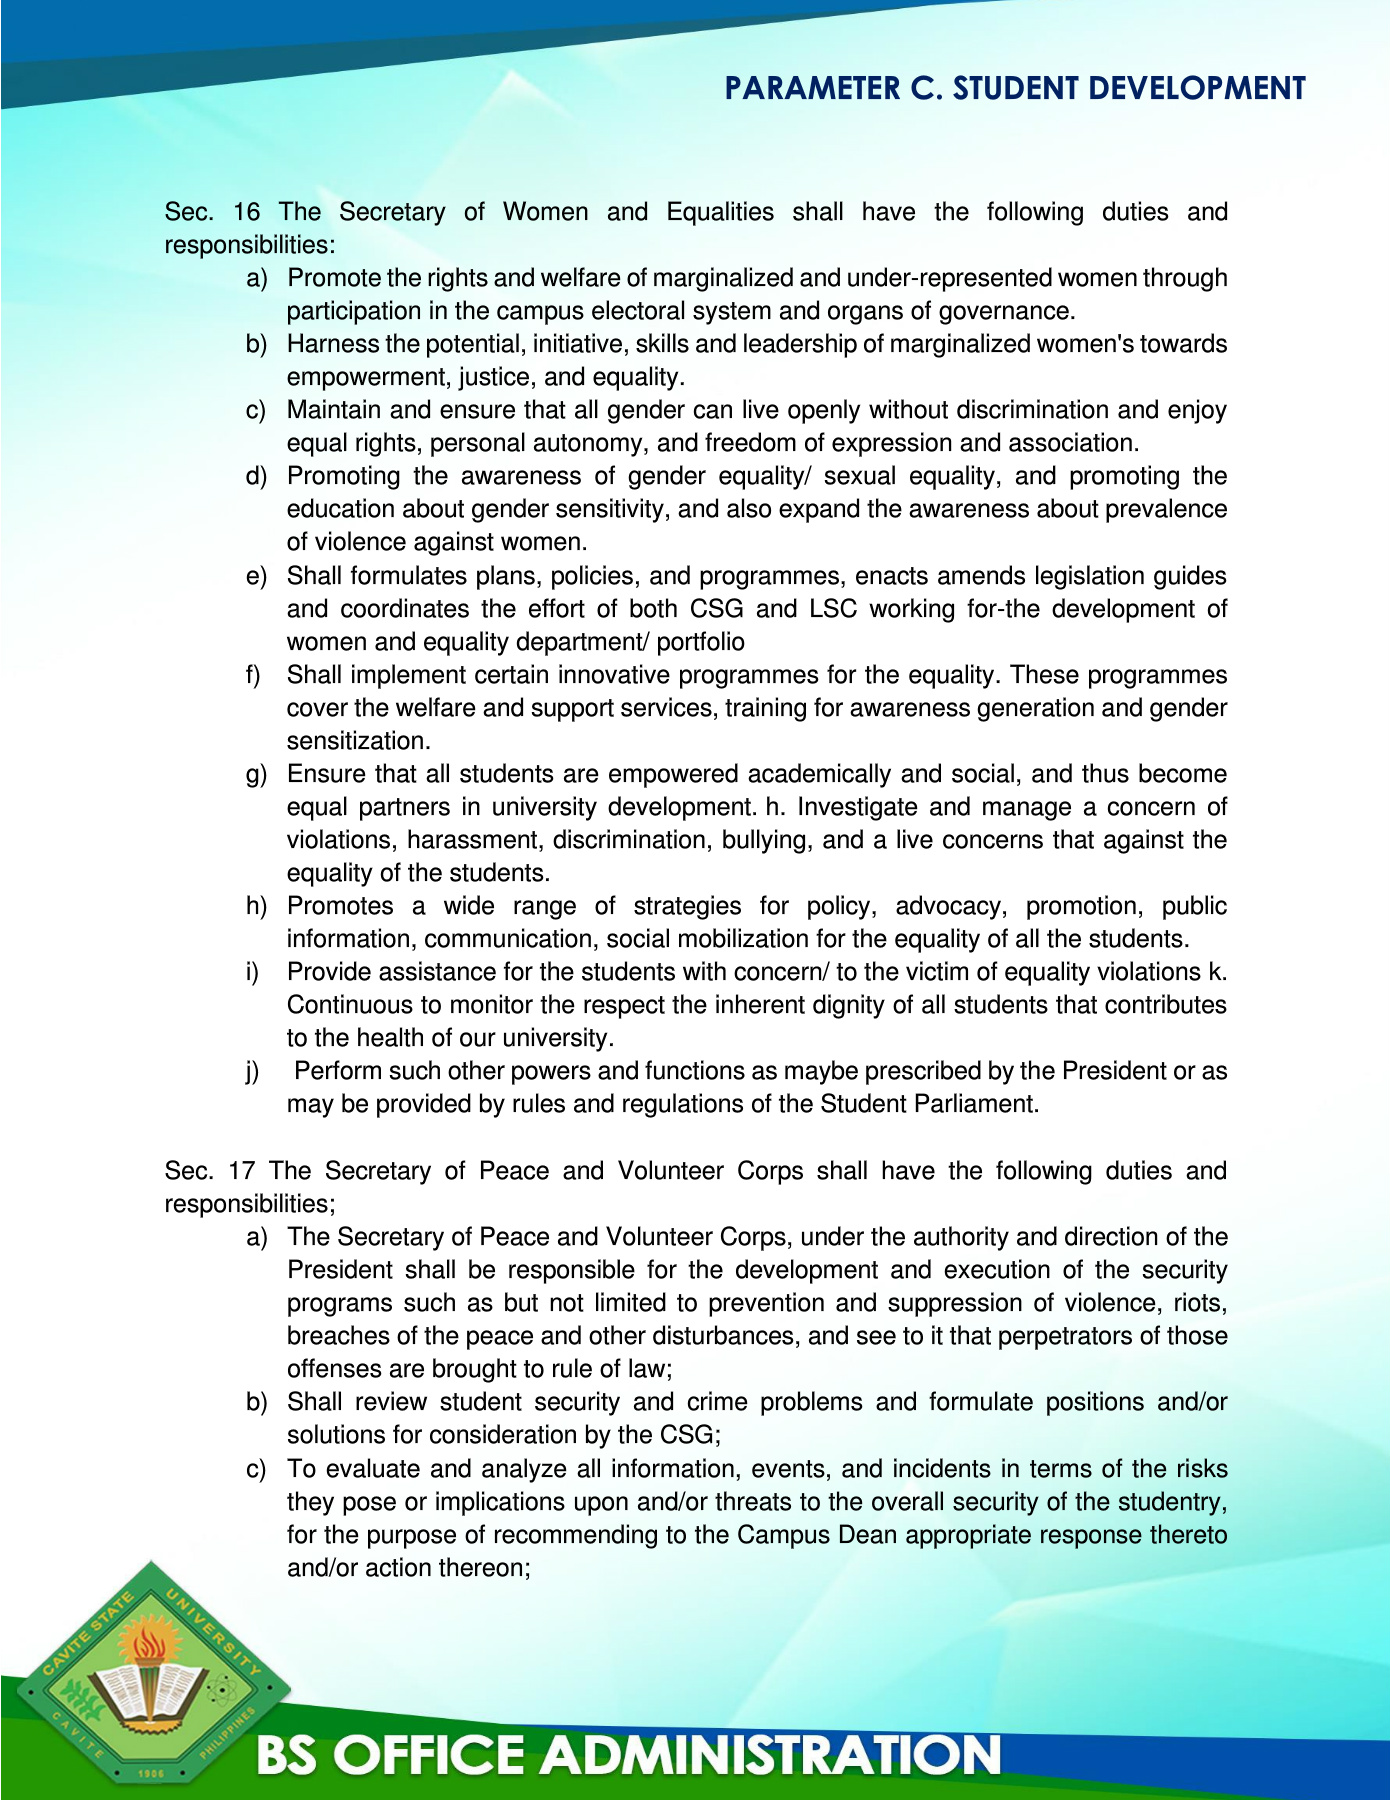 PARAMETER C. STUDENT DEVELOPMENT
Sec. 16 The Secretary of Women and Equalities shall have the following duties and
responsibilities:
a) Promote the rights and welfare of marginalized and under-represented women through
participation in the campus electoral system and organs of governance.
b) Harness the potential, initiative, skills and leadership of marginalized women's towards
empowerment, justice, and equality.
c) Maintain and ensure that all gender can live openly without discrimination and enjoy
equal rights, personal autonomy, and freedom of expression and association.
d) Promoting the awareness of gender equality/ sexual equality, and promoting the
education about gender sensitivity, and also expand the awareness about prevalence
of violence against women.
e) Shall formulates plans, policies, and programmes, enacts amends legislation guides
and coordinates the effort of both CSG and LSC working for-the development of
women and equality department/ portfolio
f) Shall implement certain innovative programmes for the equality. These programmes
cover the welfare and support services, training for awareness generation and gender
sensitization.
g) Ensure that all students are empowered academically and social, and thus become
equal partners in university development. h. Investigate and manage a concern of
violations, harassment, discrimination, bullying, and a live concerns that against the
equality of the students.
h) Promotes a wide range of strategies for policy, advocacy, promotion, public
information, communication, social mobilization for the equality of all the students.
i) Provide assistance for the students with concern/ to the victim of equality violations k.
Continuous to monitor the respect the inherent dignity of all students that contributes
to the health of our university.
j) Perform such other powers and functions as maybe prescribed by the President or as
may be provided by rules and regulations of the Student Parliament.
Sec. 17 The Secretary of Peace and Volunteer Corps shall have the following duties and
responsibilities;
a) The Secretary of Peace and Volunteer Corps, under the authority and direction of the
President shall be responsible for the development and execution of the security
programs such as but not limited to prevention and suppression of violence, riots,
breaches of the peace and other disturbances, and see to it that perpetrators of those
offenses are brought to rule of law;
b) Shall review student security and crime problems and formulate positions and/or
solutions for consideration by the CSG;
c) To evaluate and analyze all information, events, and incidents in terms of the risks
they pose or implications upon and/or threats to the overall security of the studentry,
for the purpose of recommending to the Campus Dean appropriate response thereto
and/or action thereon;
CAVITE STATE UNIVERSITY
CAVITE PHILIPPINES
1906
BS OFFICE ADMINISTRATION